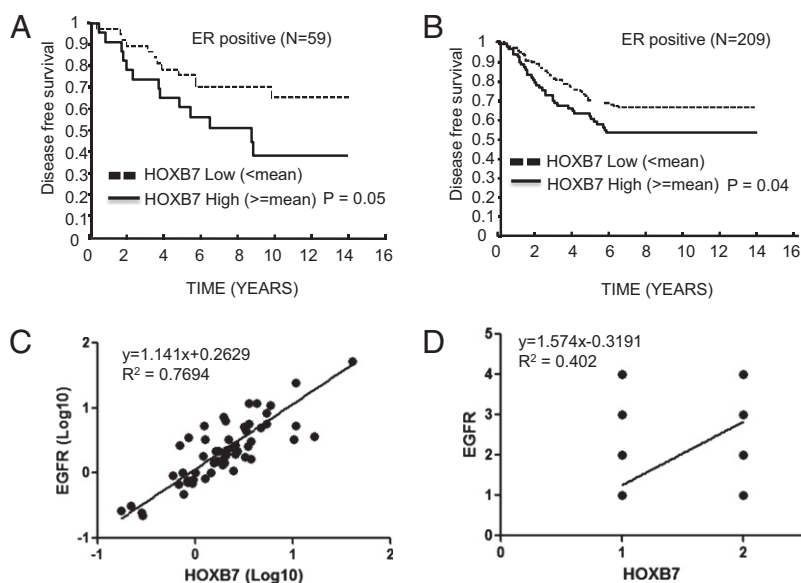 A
ER positive (N=59)
Disease free survival
1
0.9
0.8
0.7
0.6
0.5
0.4
0.3
0.2
0.1
0
HOXB7 Low (<mean)
HOXB7 High (>=mean) P = 0.05
0 2 4 6 8 10 12 14 16
TIME (YEARS)
B
ER positive (N=209)
Disease free survival
1
0.9
0.8
0.7
0.6
0.5
0.4
0.3
0.2
0.1
0
HOXB7 Low (<mean)
HOXB7 High (>=mean) P = 0.04
0 2 4 6 8 10 12 14 16
TIME (YEARS)
C
y=1.141x+0.2629
R² = 0.7694
EGFR (Log10)
2
1
0
-1
-1 0 1 2
HOXB7 (Log10)
D
y=1.574x-0.3191
R² = 0.402
EGFR
5
4
3
2
1
0
0 1 2
HOXB7